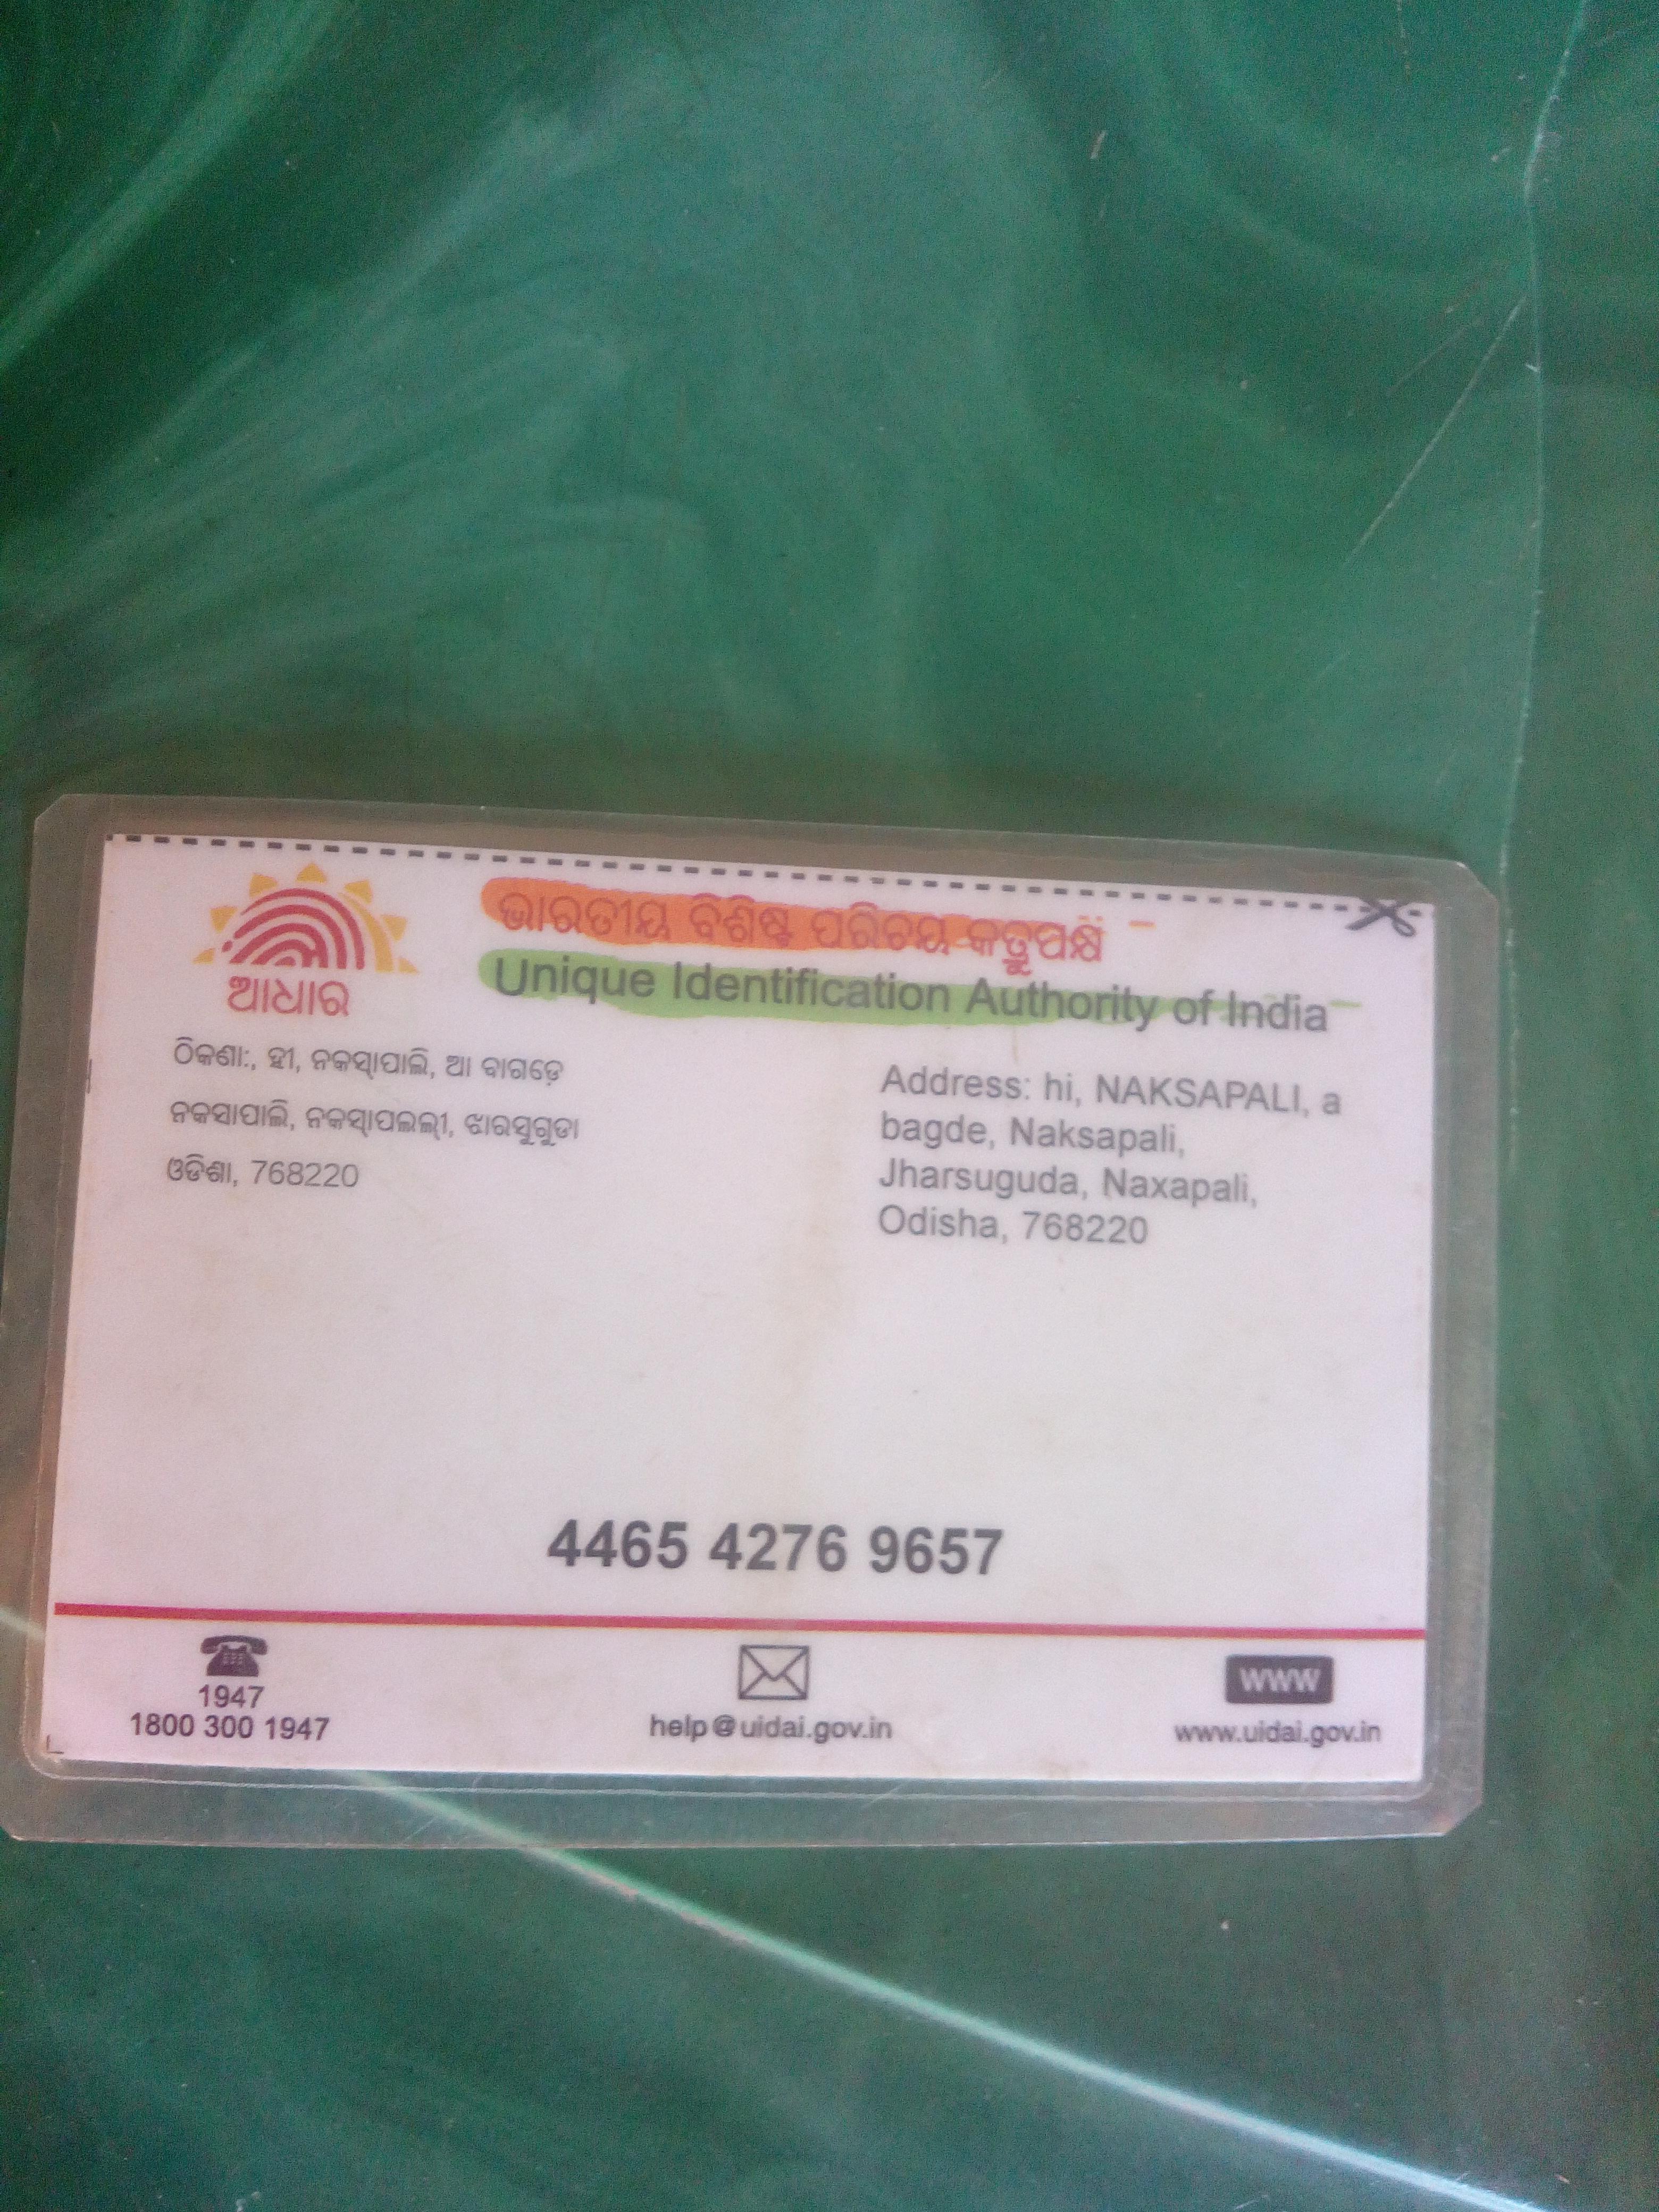 ଭାରତୀୟ ବିଶିଷ୍ଟ ପରିଚୟ କର୍ତ୍ତୃପକ୍ଷ
Unique Identification Authority of India
ଆଧାର
ଠିକଣା:, ହୀ, ନକସାପାଲି, ଆ ବାଗଡ଼େ
ନକସାପାଲି, ନକସାପଲଲୀ, ଝାରସୁଗୁଡା
ଓଡିଶା, 768220
Address: hi, NAKSAPALI, a
bagde, Naksapali,
Jharsuguda, Naxapali,
Odisha, 768220
4465 4276 9657
1947
1800 300 1947
help@uidai.gov.in
WWW
www.uidai.gov.in